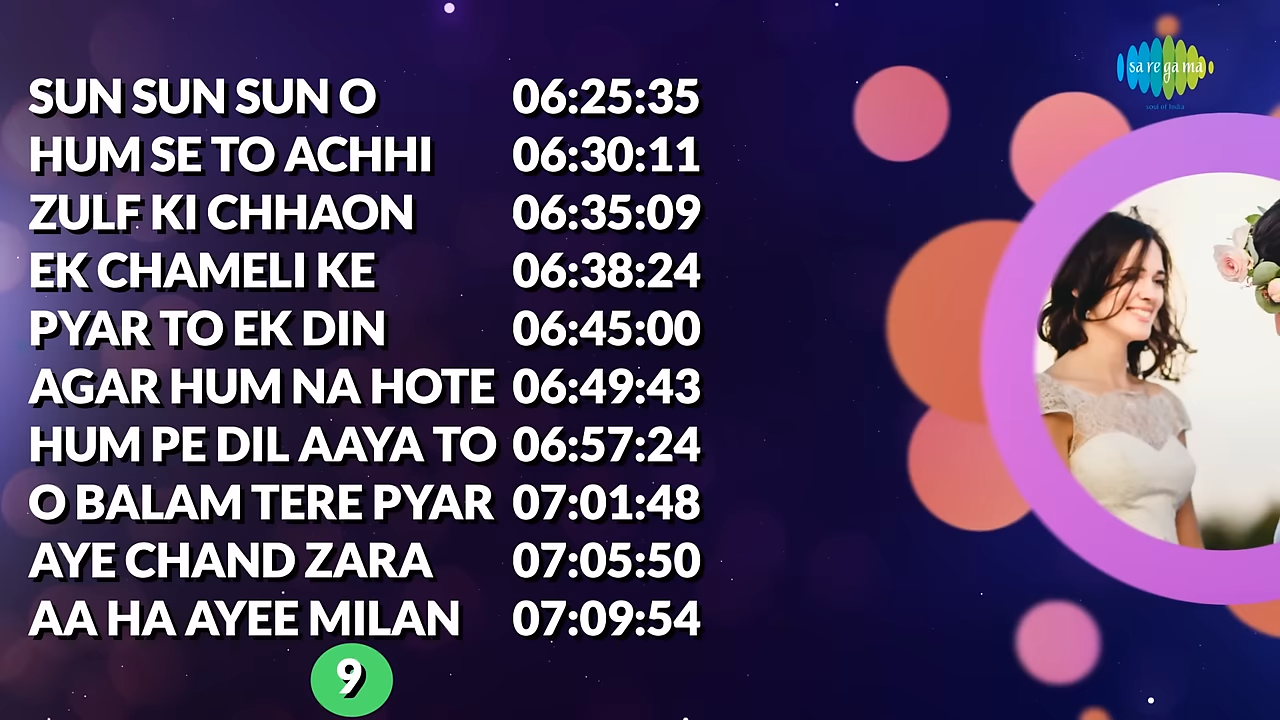 sa re ga ma
soul of India
SUN SUN SUN O 06:25:35
HUM SE TO ACHHI 06:30:11
ZULF KI CHHAON 06:35:09
EK CHAMELI KE 06:38:24
PYAR TO EK DIN 06:45:00
AGAR HUM NA HOTE 06:49:43
HUM PE DIL AAYA TO 06:57:24
O BALAM TERE PYAR 07:01:48
AYE CHAND ZARA 07:05:50
AA HA AYEE MILAN 07:09:54
9